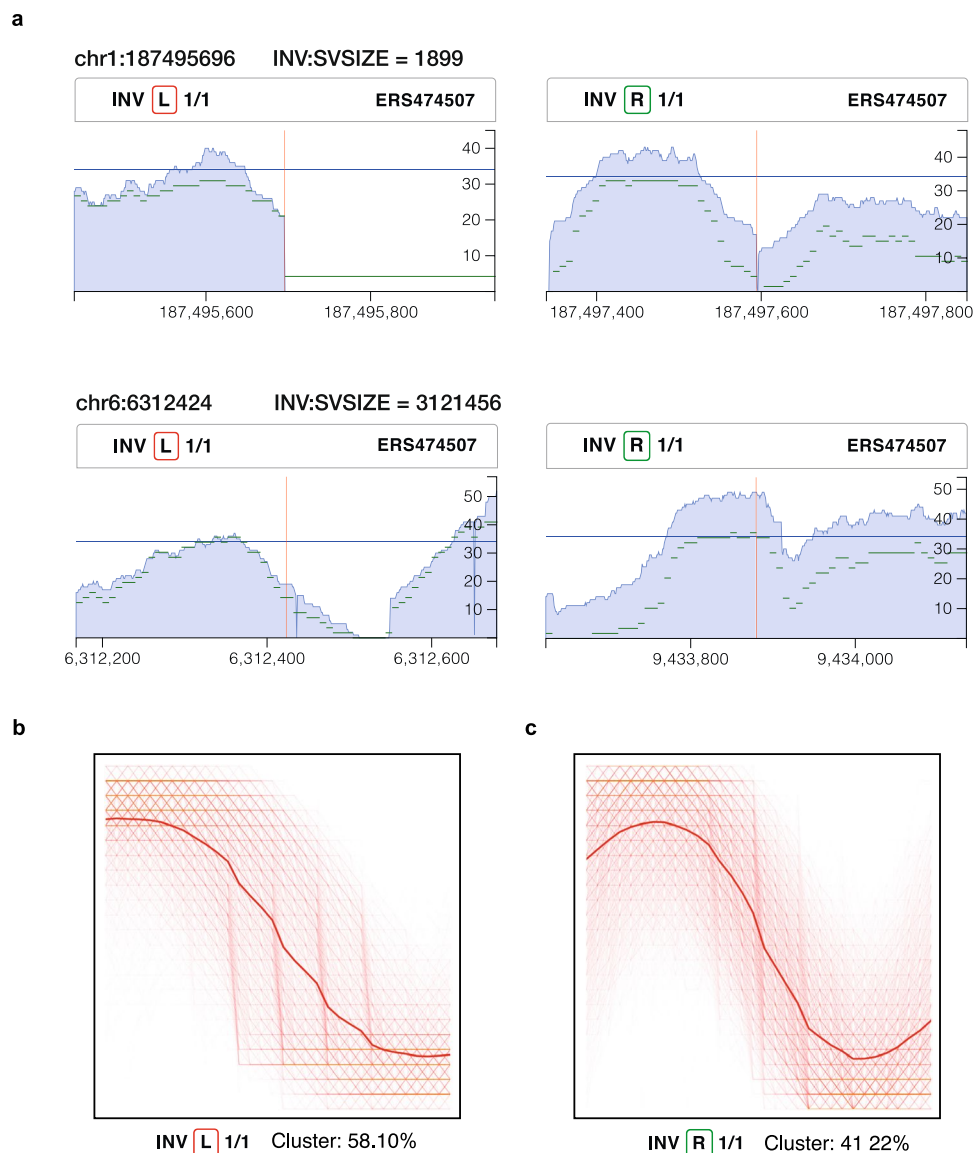 a
chr1:187495696 INV:SVSIZE = 1899
INV L 1/1 ERS474507
INV R 1/1 ERS474507
40
30
20
10
187,495,600 187,495,800
40
30
20
10
187,497,400 187,497,600 187,497,800
chr6:6312424 INV:SVSIZE = 3121456
INV L 1/1 ERS474507
INV R 1/1 ERS474507
50
40
30
20
10
6,312,200 6,312,400 6,312,600
50
40
30
20
10
9,433,800 9,434,000
b
c
INV L 1/1 Cluster: 58.10%
INV R 1/1 Cluster: 41 22%